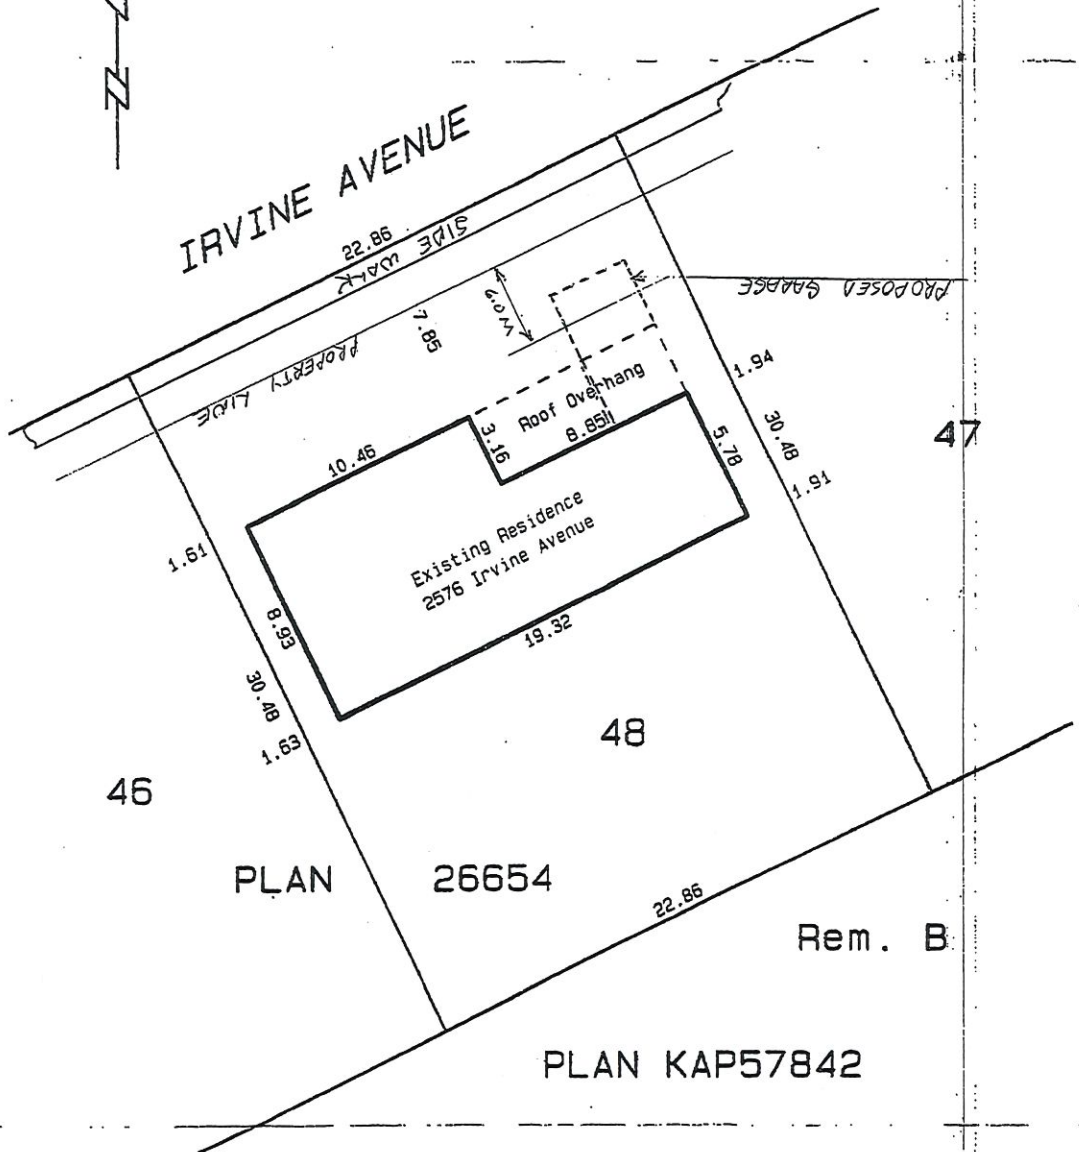 N
IRVINE AVENUE
22.86
SIDE WALK
PROPERTY LINE
7.85
PROPOSED GARAGE
Roof Overhang
1.94
10.46
3.16
8.85
5.78
30.48
47
1.91
Existing Residence
2576 Irvine Avenue
1.61
8.93
19.32
30.48
1.63
48
46
PLAN 26654
22.86
Rem. B
PLAN KAP57842